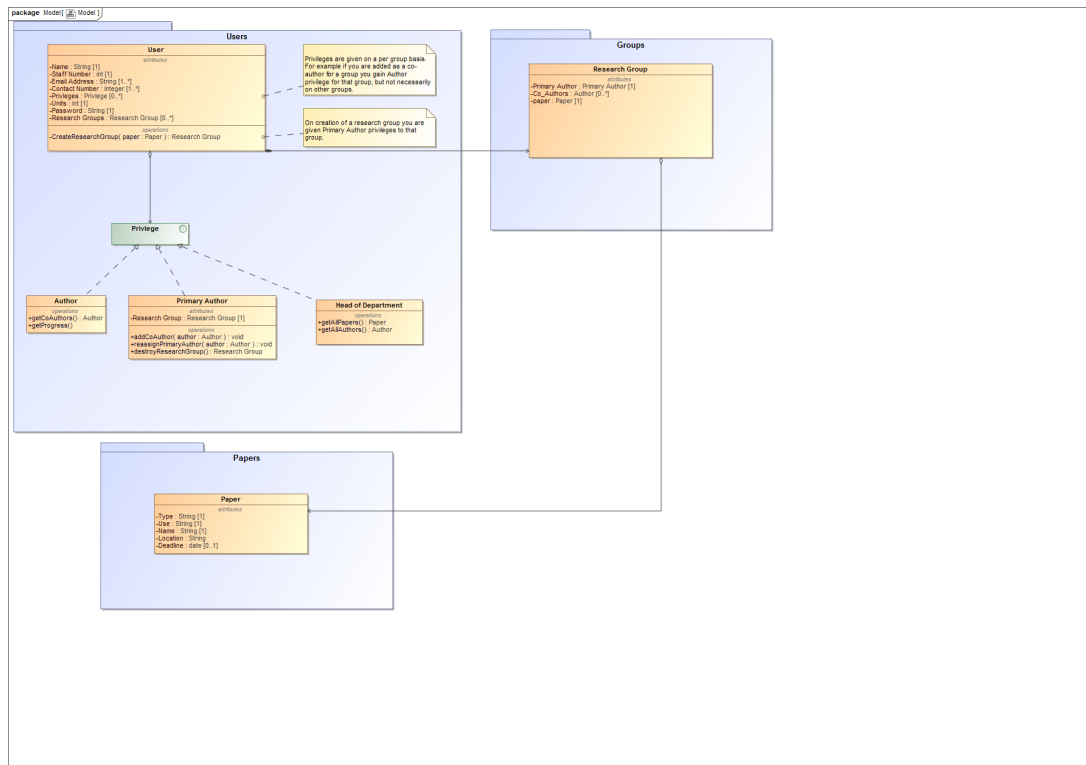 package Model[ Model ]
Users
User
attributes
-Name : String [1]
-Staff Number : int [1]
-Email Address : String [1..*]
-Contact Number : Integer [1..*]
-Privileges : Privilege [0..*]
-Units : int [1]
-Password : String [1]
-Research Groups : Research Group [0..*]
operations
-CreateResearchGroup( paper : Paper ) : Research Group
Privileges are given on a per group basis.
For example if you are added as a co-
author for a group you gain Author
privilege for that group, but not necessarily
on other groups.
On creation of a research group you are
given Primary Author privileges to that
group.
Privlege
Author
operations
+getCoAuthors() : Author
+getProgress()
Primary Author
attributes
-Research Group : Research Group [1]
operations
+addCoAuthor( author : Author ) : void
+reassignPrimaryAuthor( author : Author ) : void
+destroyResearchGroup() : Research Group
Head of Department
operations
+getAllPapers() : Paper
+getAllAuthors() : Author
Groups
Research Group
attributes
-Primary Author : Primary Author [1]
-Co_Authors : Author [0..*]
-paper : Paper [1]
Papers
Paper
attributes
-Type : String [1]
-Use : String [1]
-Name : String [1]
-Location : String
-Deadline : date [0..1]